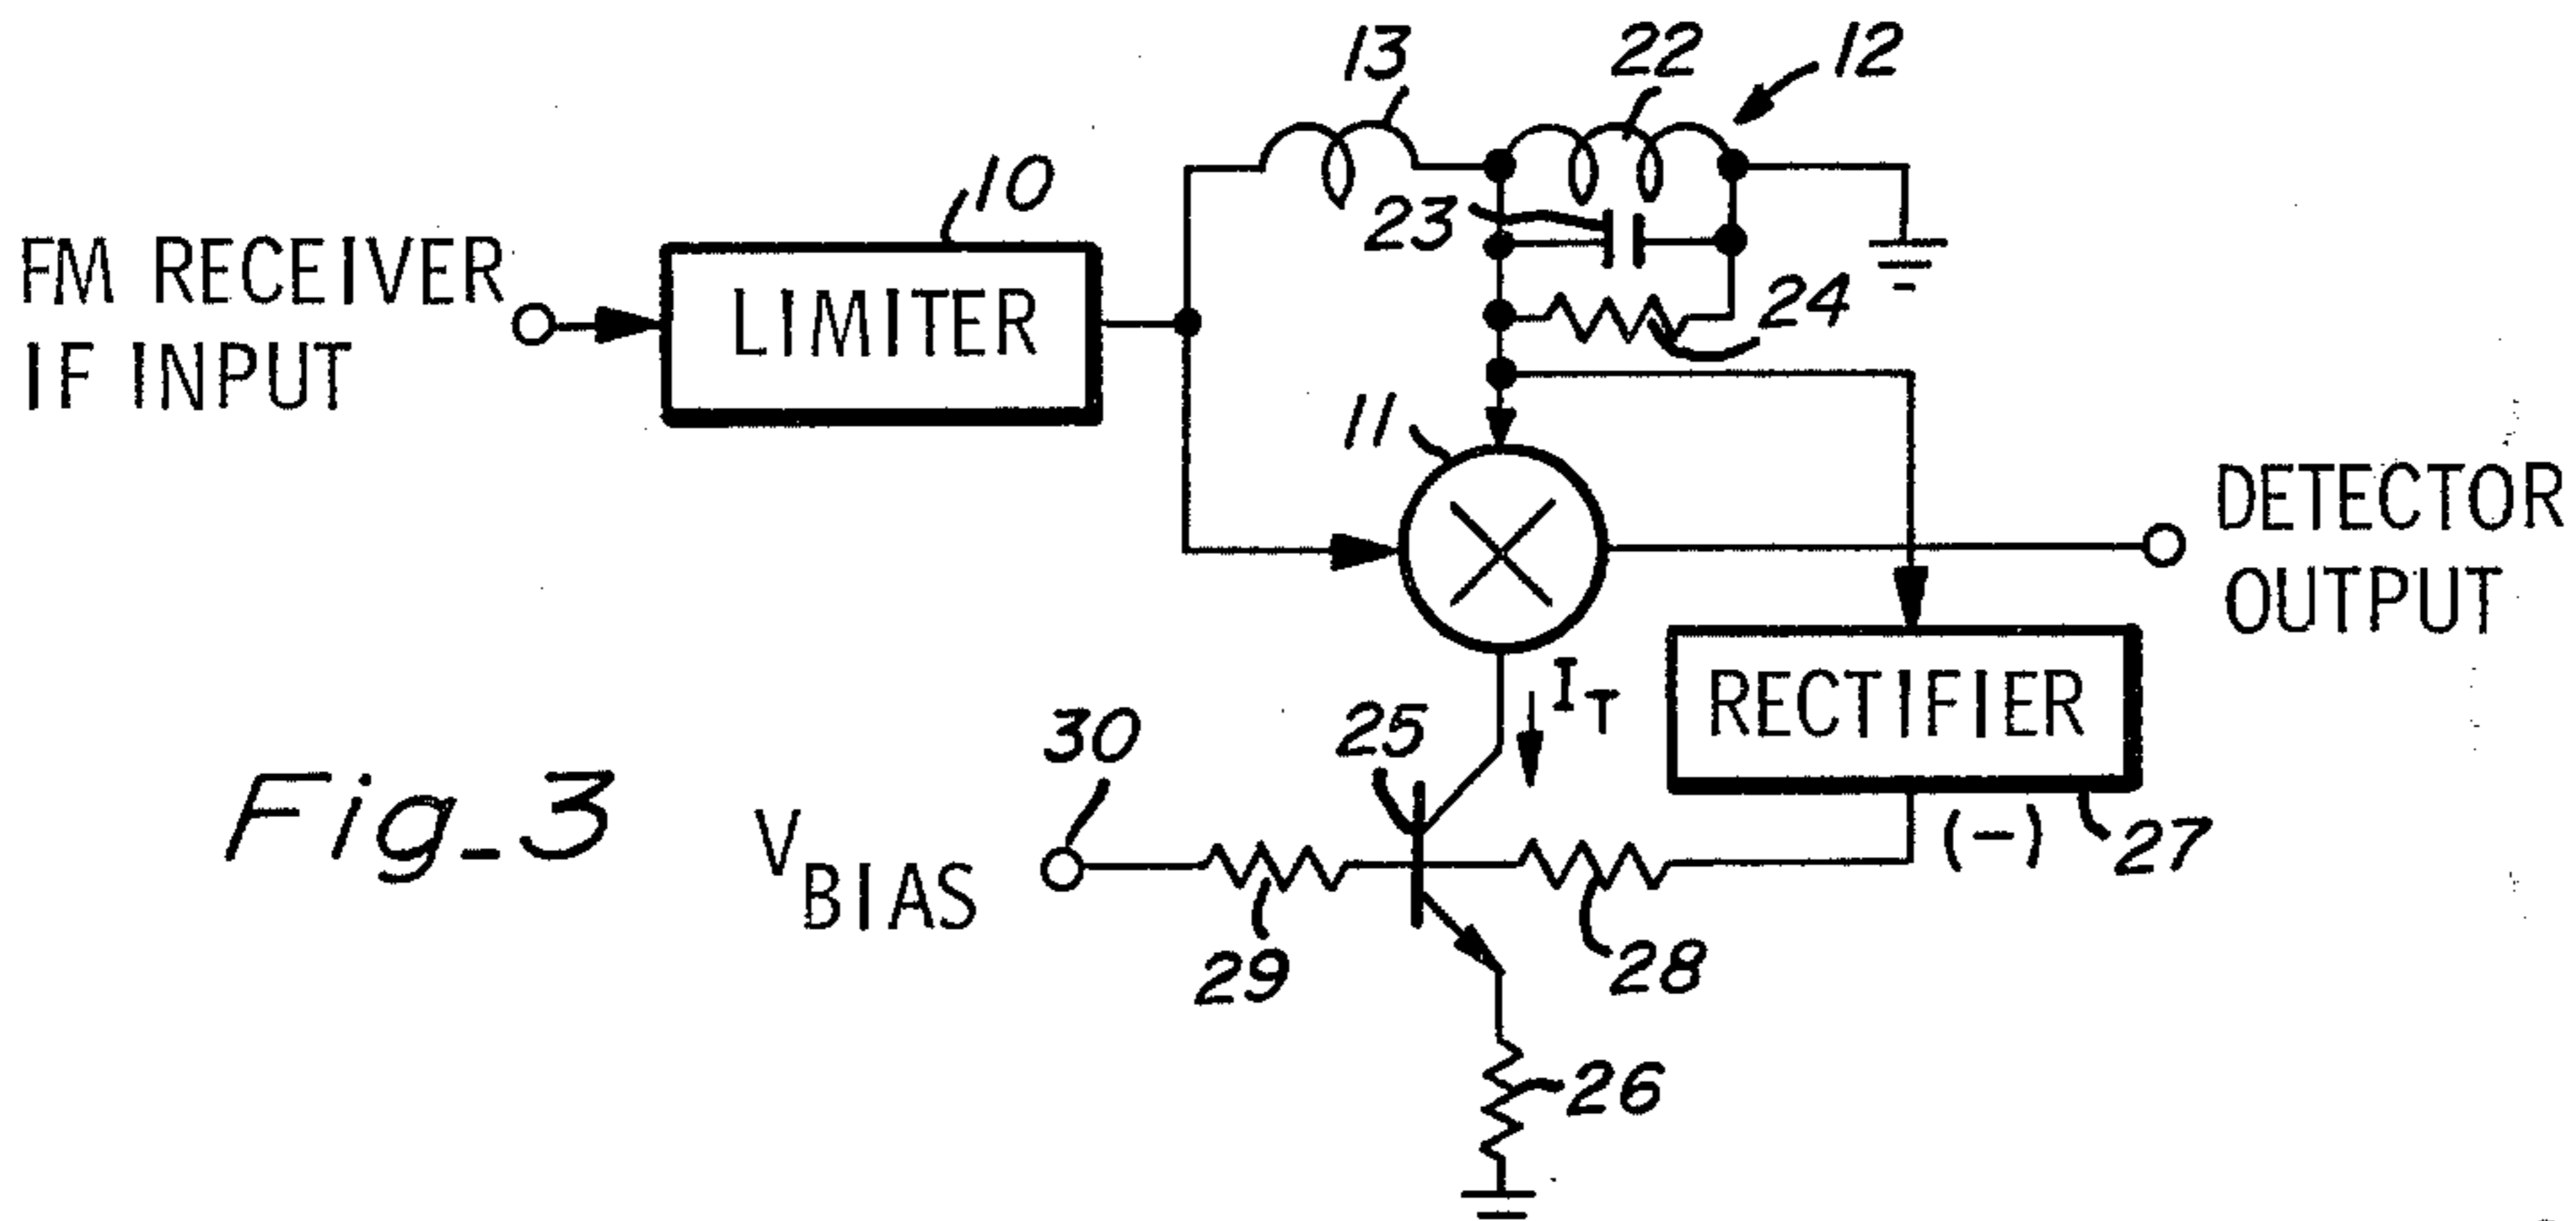 13
22
12
10
FM RECEIVER
IF INPUT
LIMITER
23
24
11
DETECTOR
OUTPUT
I_T
RECTIFIER
25
30
(-)
27
Fig_3
V_BIAS
29
28
26